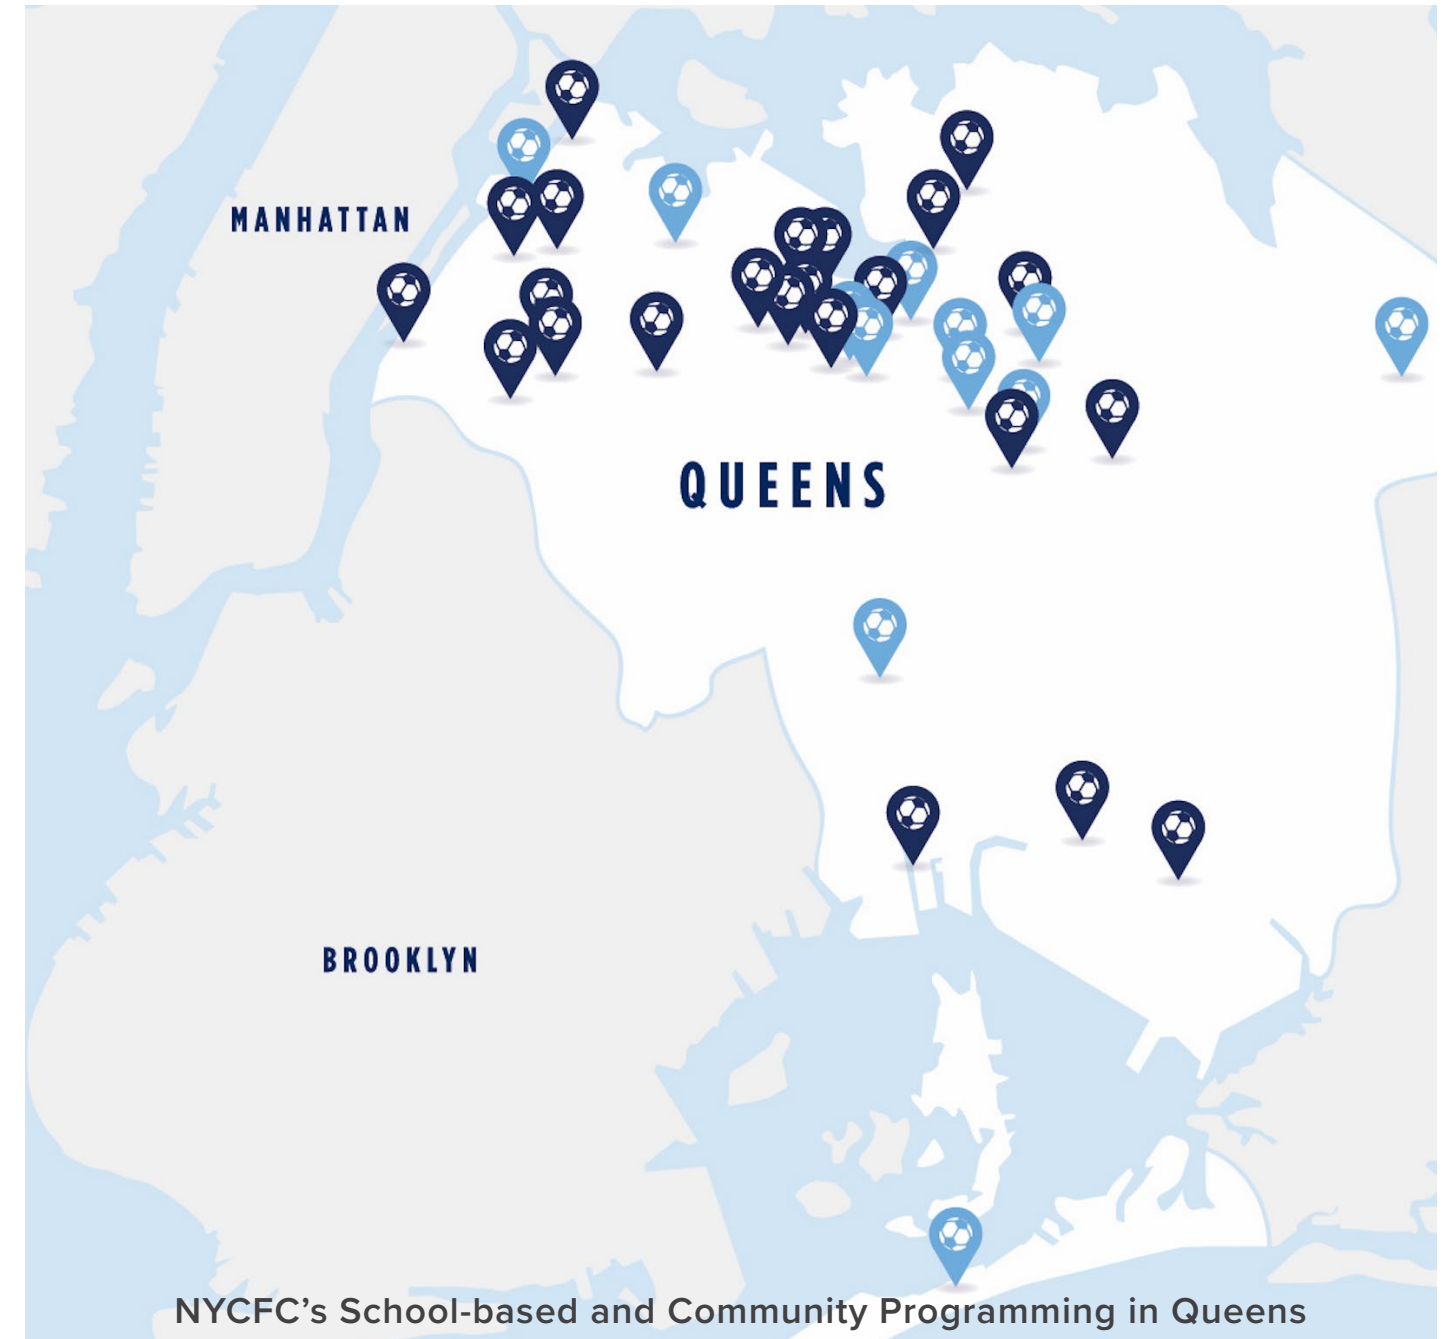 MANHATTAN
QUEENS
BROOKLYN
NYCFC’s School-based and Community Programming in Queens